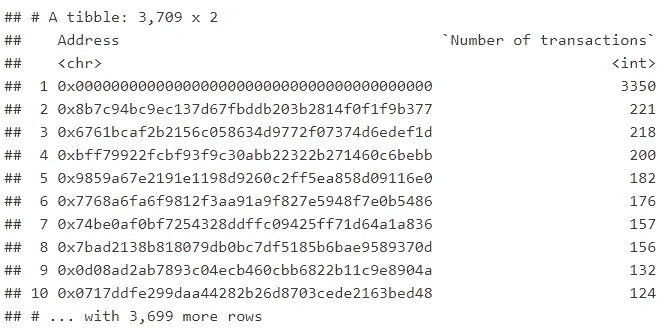 ## # A tibble: 3,709 x 2
##    Address                                    `Number of transactions`
##    <chr>                                                         <int>
##  1 0x0000000000000000000000000000000000000000                     3350
##  2 0x8b7c94bc9ec137d67fbddb203b2814f0f1f9b377                      221
##  3 0x6761bcaf2b2156c058634d9772f07374d6edef1d                      218
##  4 0xbff79922fcbf93f9c30abb22322b271460c6bebb                      200
##  5 0x9859a67e2191e1198d9260c2ff5ea858d09116e0                      182
##  6 0x7768a6fa6f9812f3aa91a9f827e5948f7e0b5486                      176
##  7 0x74be0af0bf7254328ddffc09425ff71d64a1a836                      157
##  8 0x7bad2138b818079db0bc7df5185b6bae9589370d                      156
##  9 0x0d08ad2ab7893c04ecb460cbb6822b11c9e8904a                      132
## 10 0x0717ddfe299daa44282b26d8703cede2163bed48                      124
## # ... with 3,699 more rows